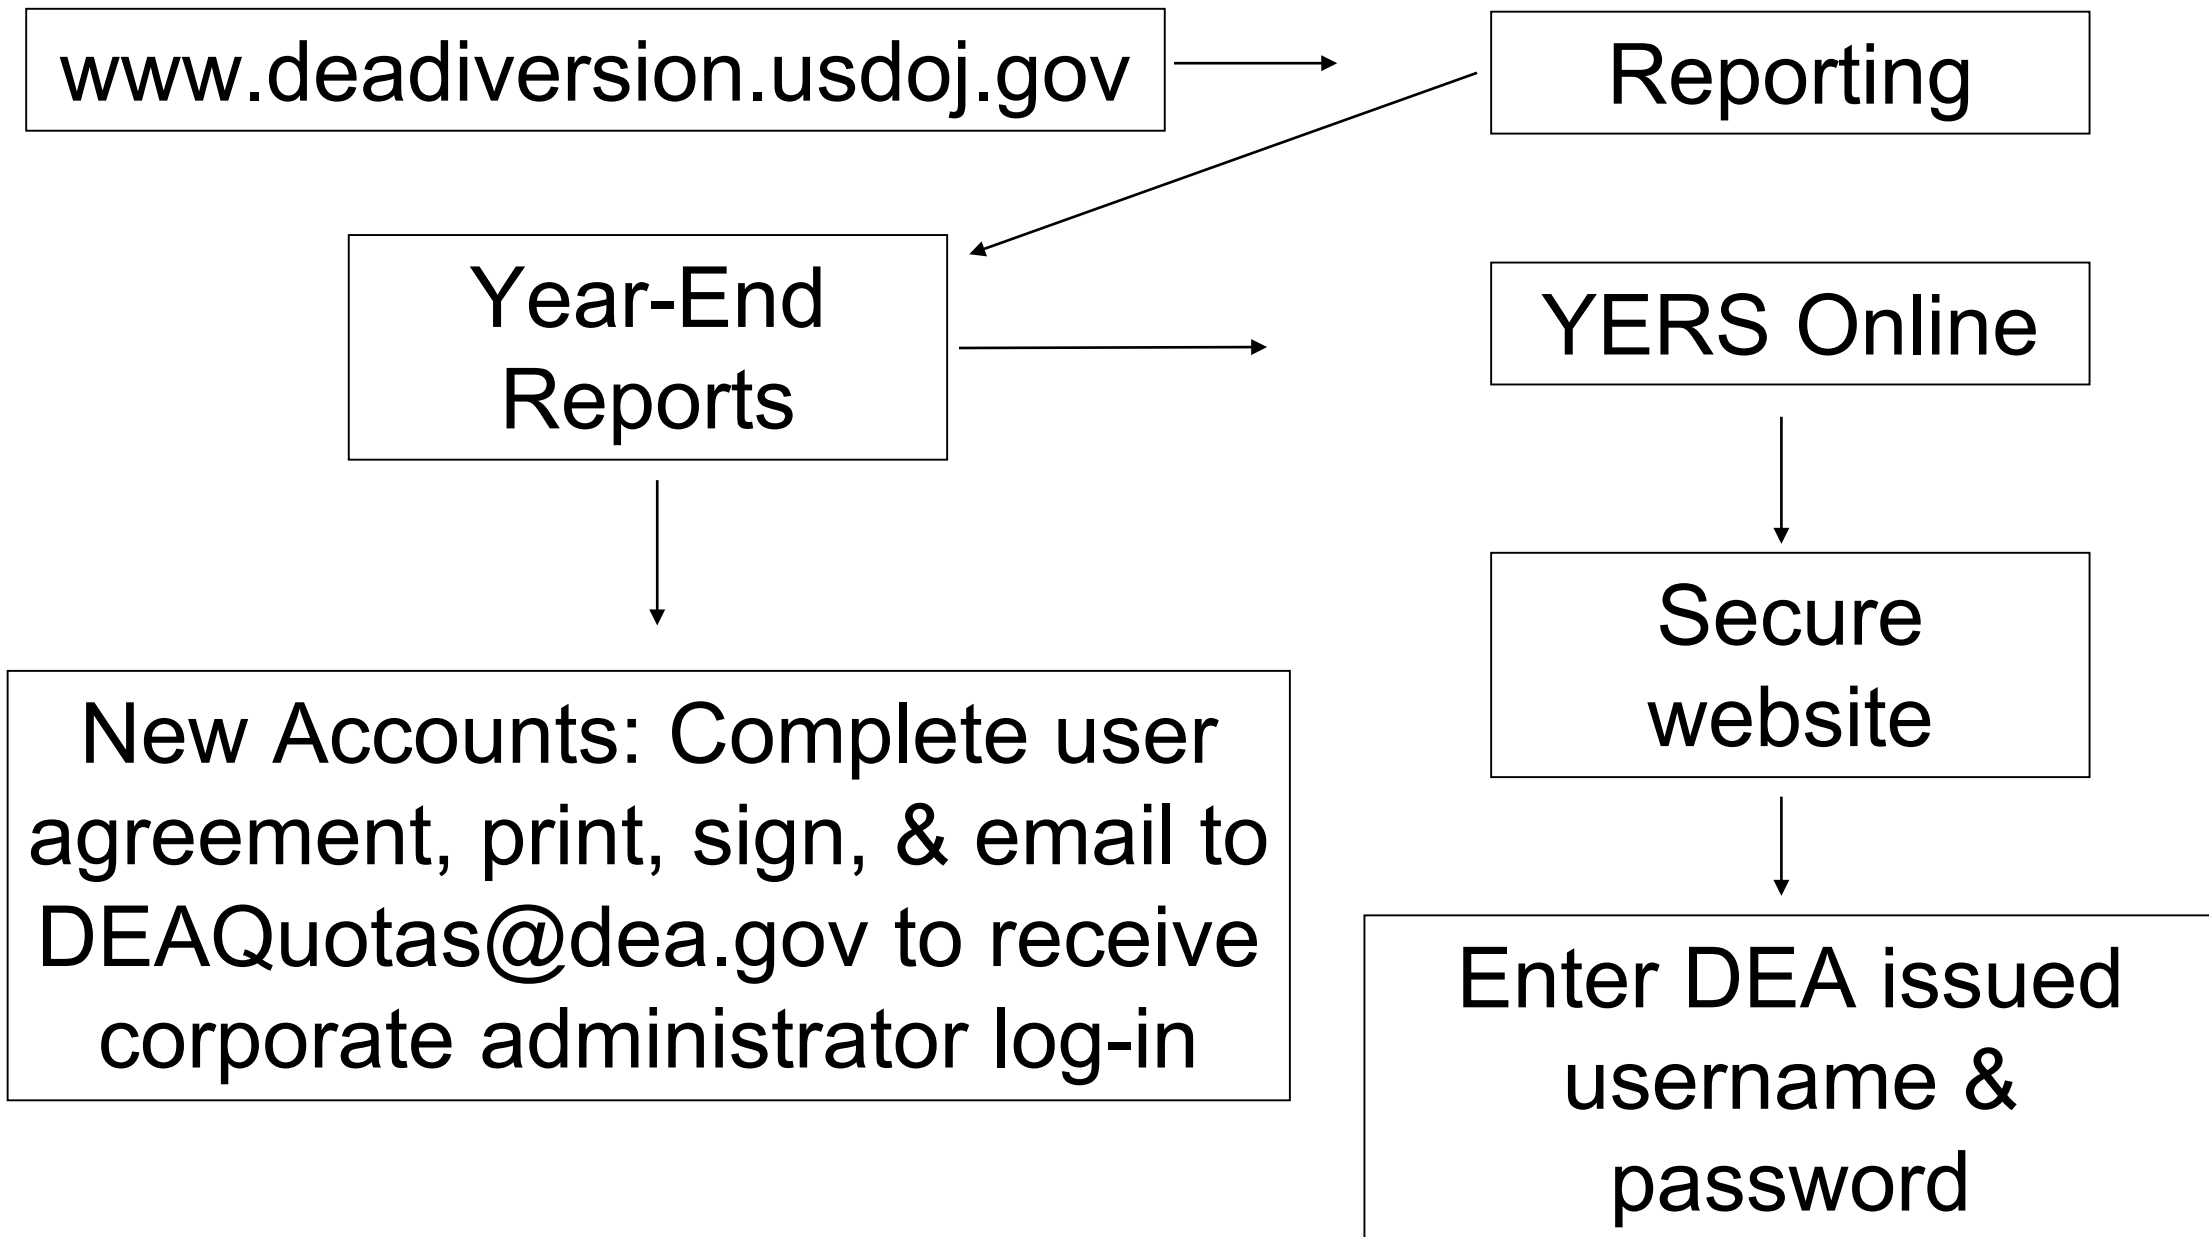 www.deadiversion.usdoj.gov
Reporting
Year-End
Reports
YERS Online
Secure
website
New Accounts: Complete user
agreement, print, sign, & email to
DEAQuotas@dea.gov to receive
corporate administrator log-in
Enter DEA issued
username &
password